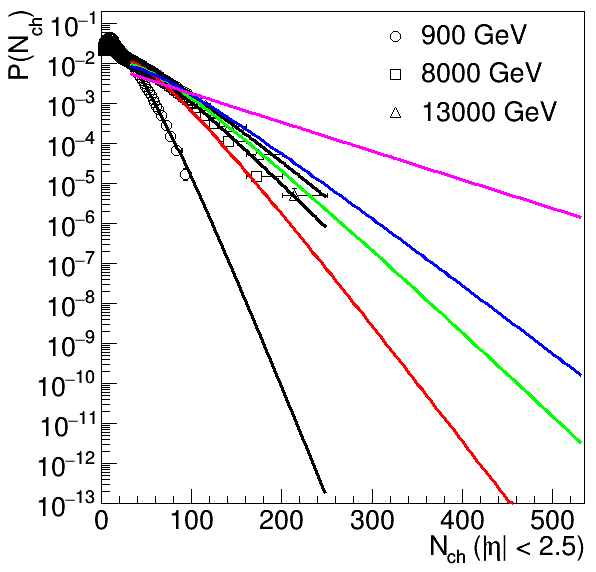 P(N_ch)
10⁻¹
10⁻²
10⁻³
10⁻⁴
10⁻⁵
10⁻⁶
10⁻⁷
10⁻⁸
10⁻⁹
10⁻¹⁰
10⁻¹¹
10⁻¹²
10⁻¹³
900 GeV
8000 GeV
13000 GeV
0 100 200 300 400 500
N_ch (|η| < 2.5)